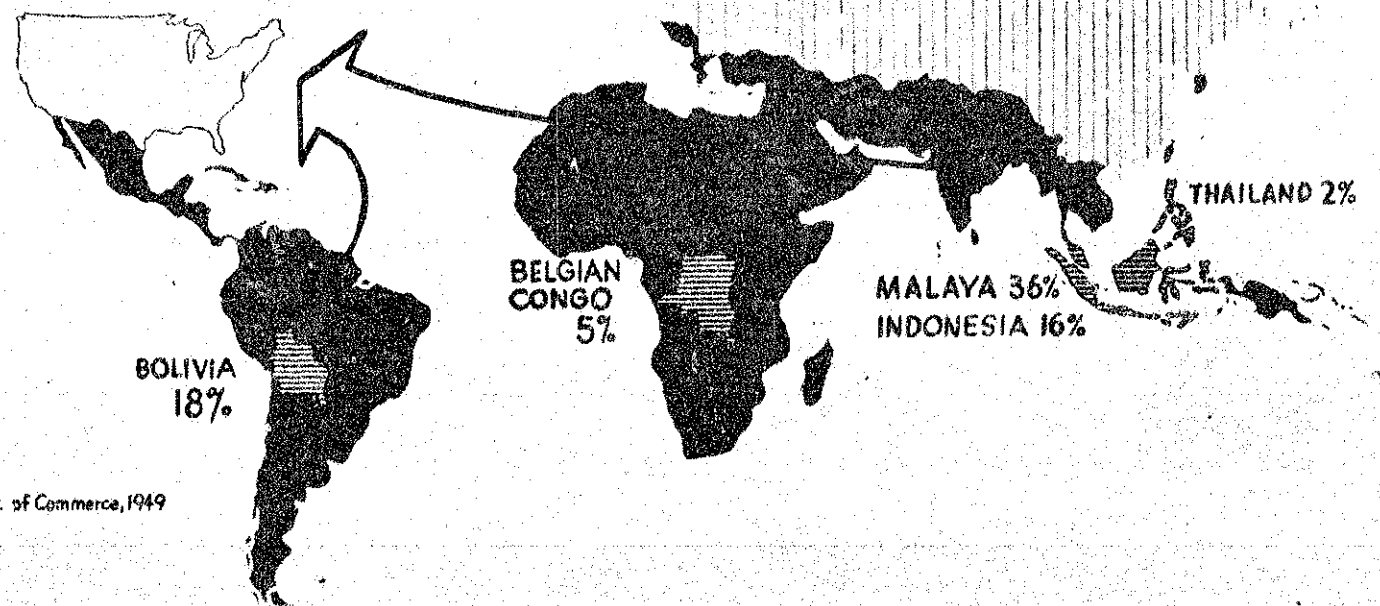 THAILAND 2%
BELGIAN
CONGO
5%
MALAYA 36%
INDONESIA 16%
BOLIVIA
18%
of Commerce, 1949